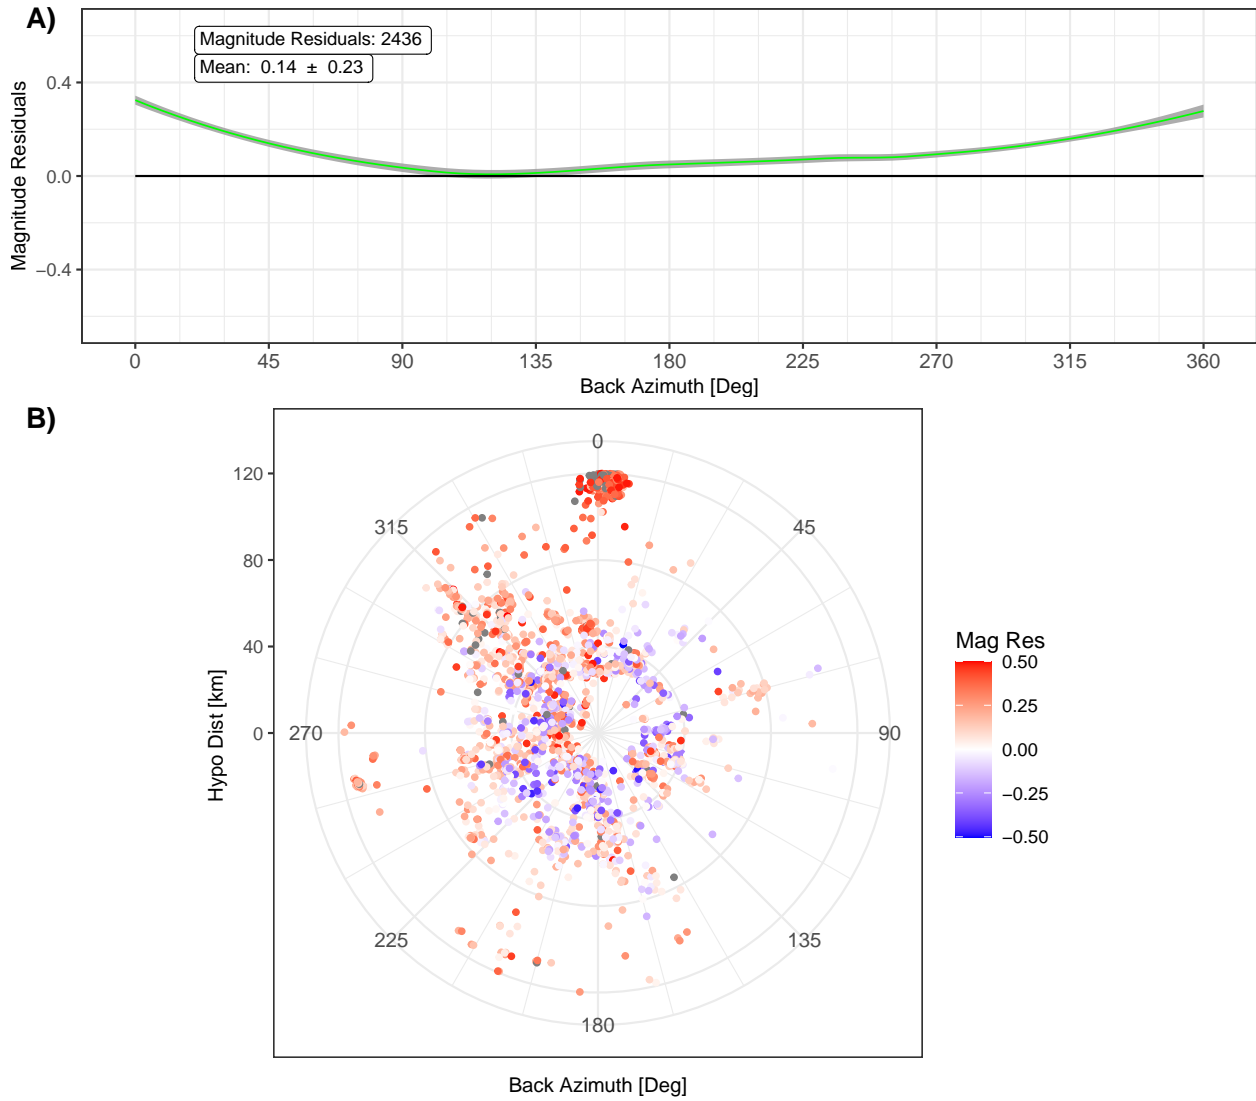 A)
Magnitude Residuals: 2436
Mean:  0.14  ±  0.23
Magnitude Residuals
0.4
0.0
−0.4
0 45 90 135 180 225 270 315 360
Back Azimuth [Deg]
B)
0
45
90
135
180
225
270
315
Hypo Dist [km]
120
80
40
0
Back Azimuth [Deg]
Mag Res
0.50
0.25
0.00
−0.25
−0.50